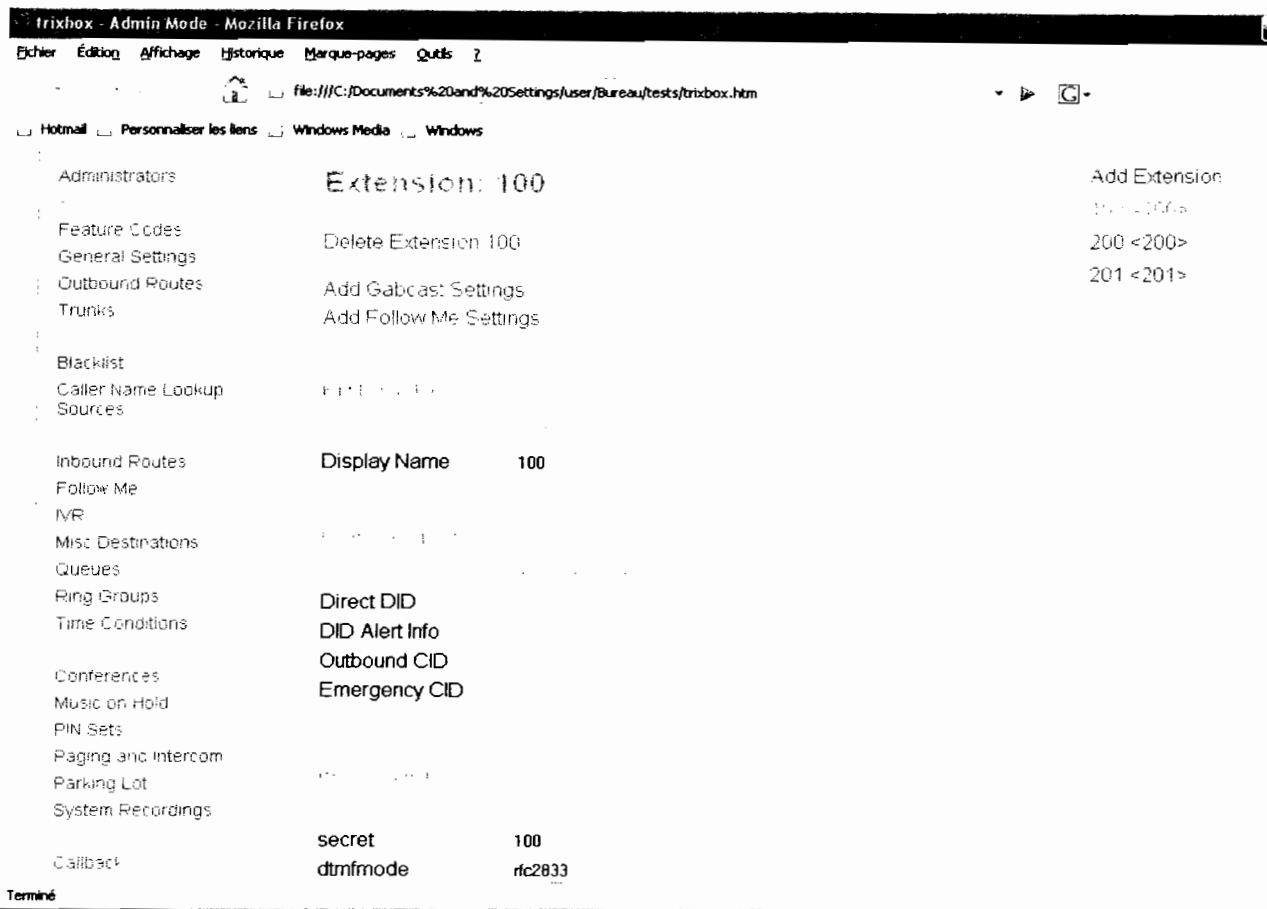 trixbox - Admin Mode - Mozilla Firefox
Fichier Édition Affichage Historique Marque-pages Outils ?
file:///C:/Documents%20and%20Settings/user/Bureau/tests/trixbox.htm
G
Hotmail Personnaliser les liens Windows Media Windows
Administrators
Feature Codes
General Settings
Outbound Routes
Trunks
Blacklist
Caller Name Lookup
Sources
Inbound Routes
Follow Me
IVR
Misc Destinations
Queues
Ring Groups
Time Conditions
Conferences
Music on Hold
PIN Sets
Paging and Intercom
Parking Lot
System Recordings
Callback
Extension: 100
Delete Extension 100
Add Gabcast Settings
Add Follow Me Settings
Display Name 100
Direct DID
DID Alert Info
Outbound CID
Emergency CID
secret 100
dtmfmode rfc2833
Add Extension
200 <200>
201 <201>
Terminé